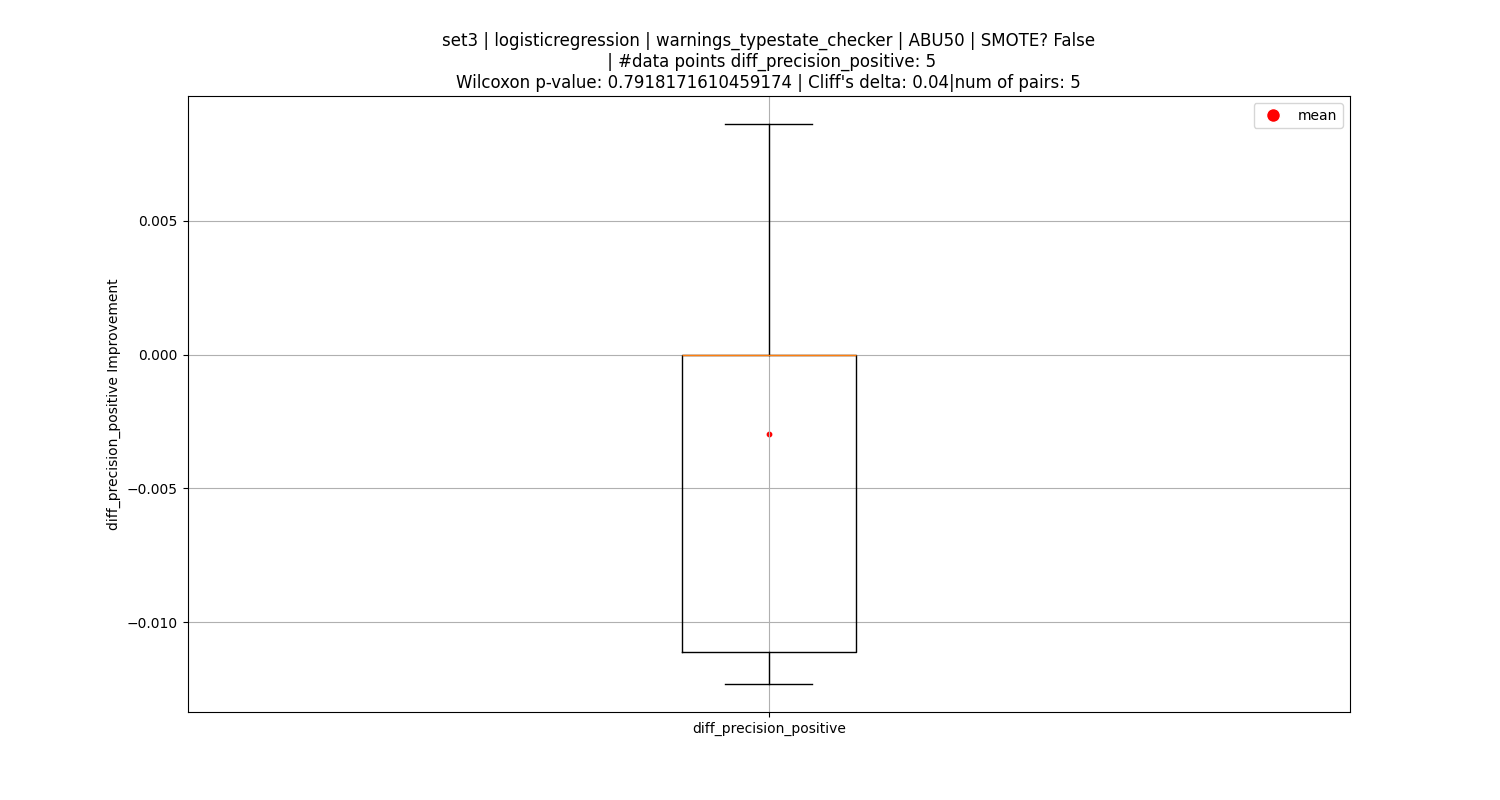 set3 | logisticregression | warnings_typestate_checker | ABU50 | SMOTE? False
| #data points diff_precision_positive: 5
Wilcoxon p-value: 0.7918171610459174 | Cliff's delta: 0.04|num of pairs: 5
mean
0.005
0.000
−0.005
−0.010
diff_precision_positive Improvement
diff_precision_positive